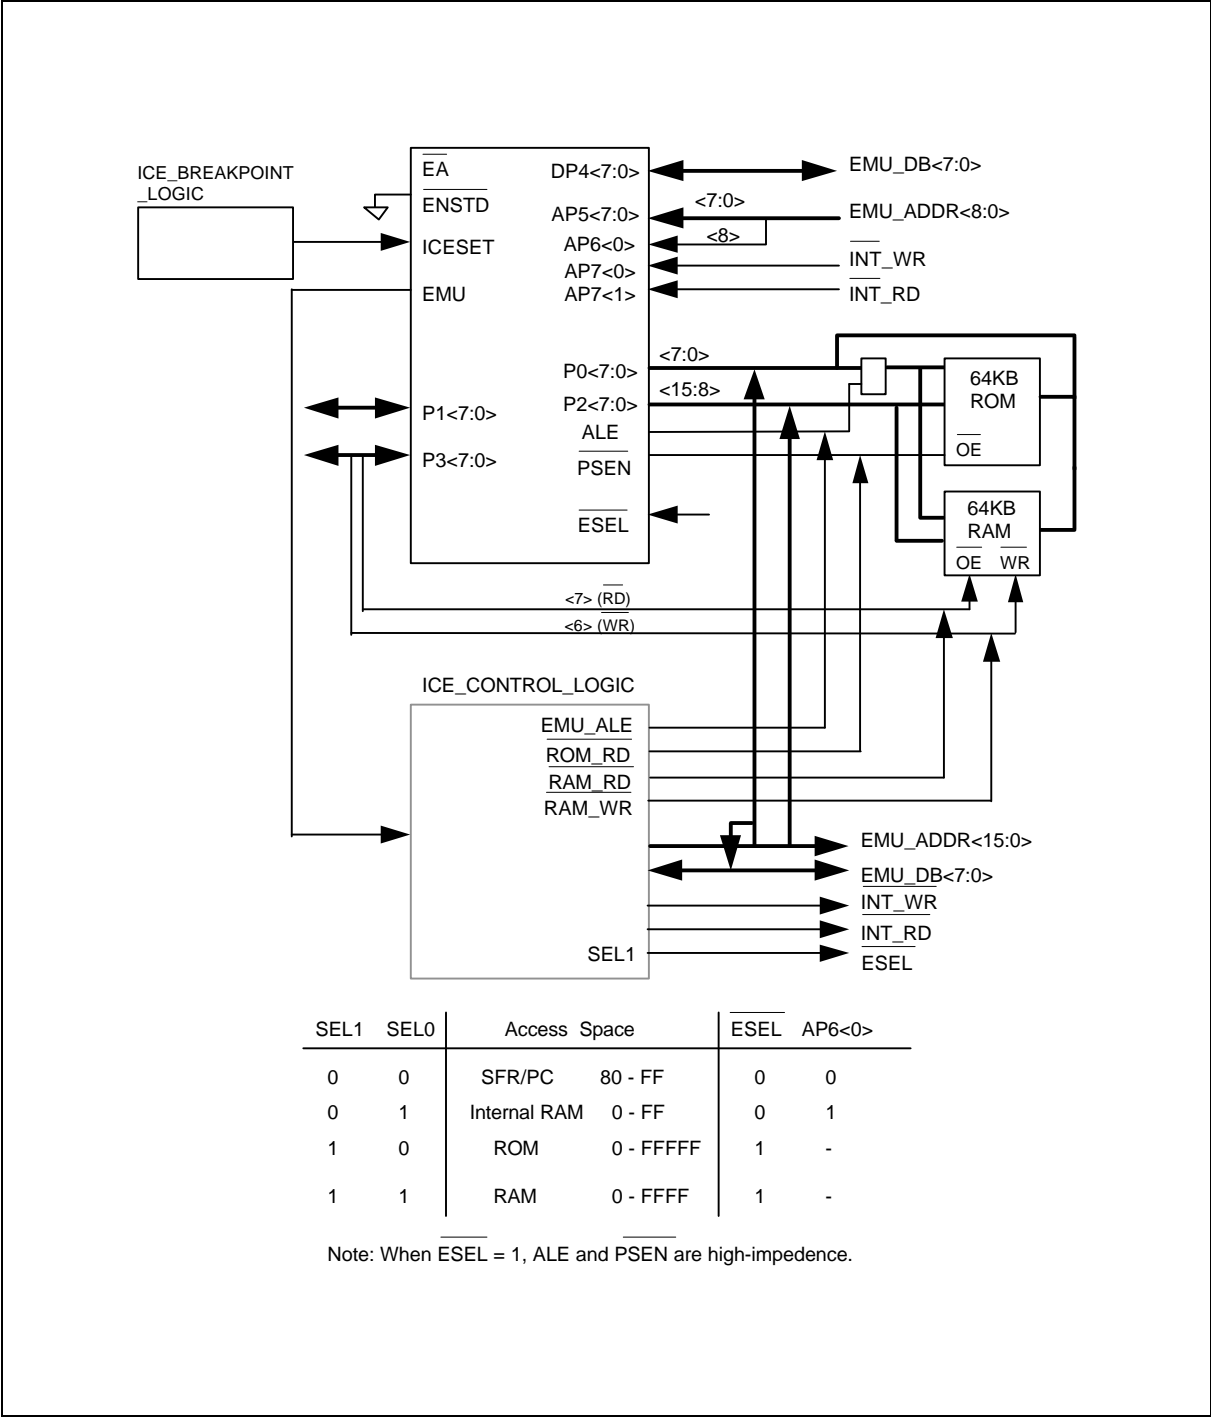 ICE_BREAKPOINT
_LOGIC
EA
ENSTD
ICESET
EMU
P1<7:0>
P3<7:0>
DP4<7:0>
AP5<7:0>
AP6<0>
AP7<0>
AP7<1>
P0<7:0>
P2<7:0>
ALE
PSEN
ESEL
EMU_DB<7:0>
<7:0>
EMU_ADDR<8:0>
<8>
INT_WR
INT_RD
<7:0>
<15:8>
64KB
ROM
OE
64KB
RAM
OE WR
<7> (RD)
<6> (WR)
ICE_CONTROL_LOGIC
EMU_ALE
ROM_RD
RAM_RD
RAM_WR
SEL1
EMU_ADDR<15:0>
EMU_DB<7:0>
INT_WR
INT_RD
ESEL
SEL1 SEL0 Access Space ESEL AP6<0>
0 0 SFR/PC 80 - FF 0 0
0 1 Internal RAM 0 - FF 0 1
1 0 ROM 0 - FFFFF 1 -
1 1 RAM 0 - FFFF 1 -
Note: When ESEL = 1, ALE and PSEN are high-impedence.